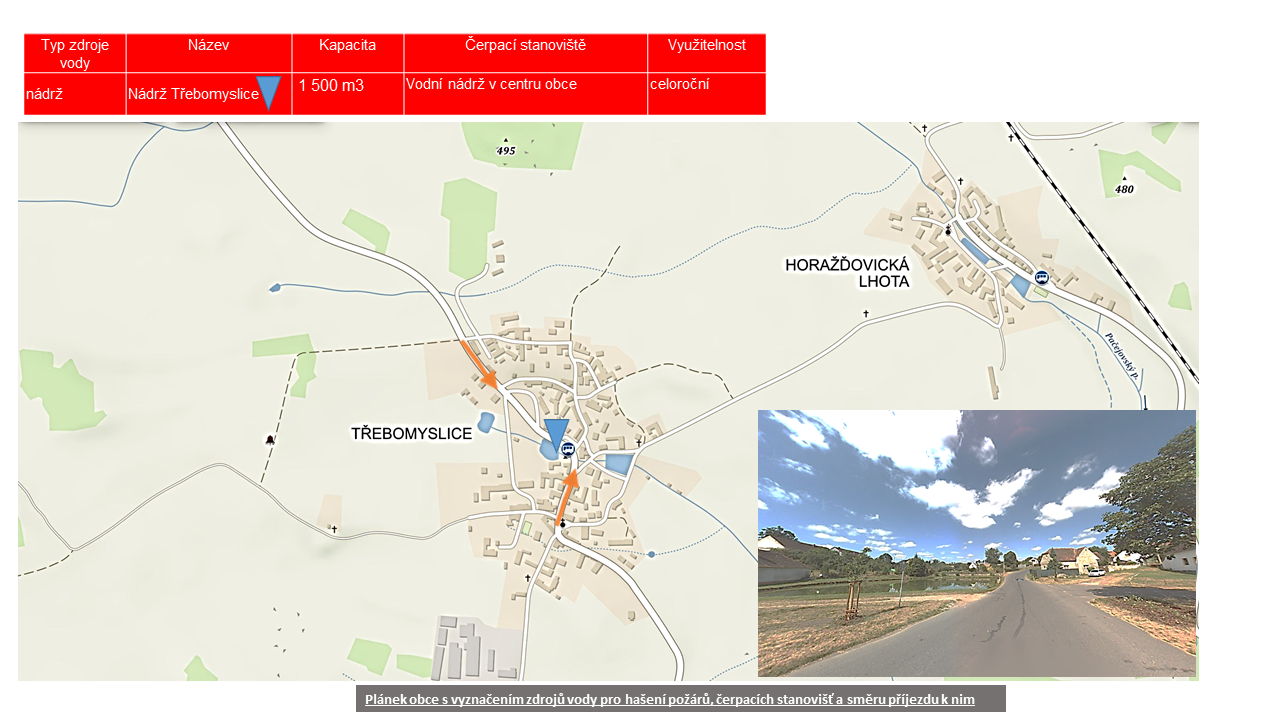 Typ zdroje vody
Název
Kapacita
Čerpací stanoviště
Využitelnost
nádrž
Nádrž Třebomyslice
1 500 m3
Vodní nádrž v centru obce
celoroční
495
480
HORAŽĎOVICKÁ
LHOTA
Pačejovský p.
TŘEBOMYSLICE
Plánek obce s vyznačením zdrojů vody pro hašení požárů, čerpacích stanovišť a směru příjezdu k nim